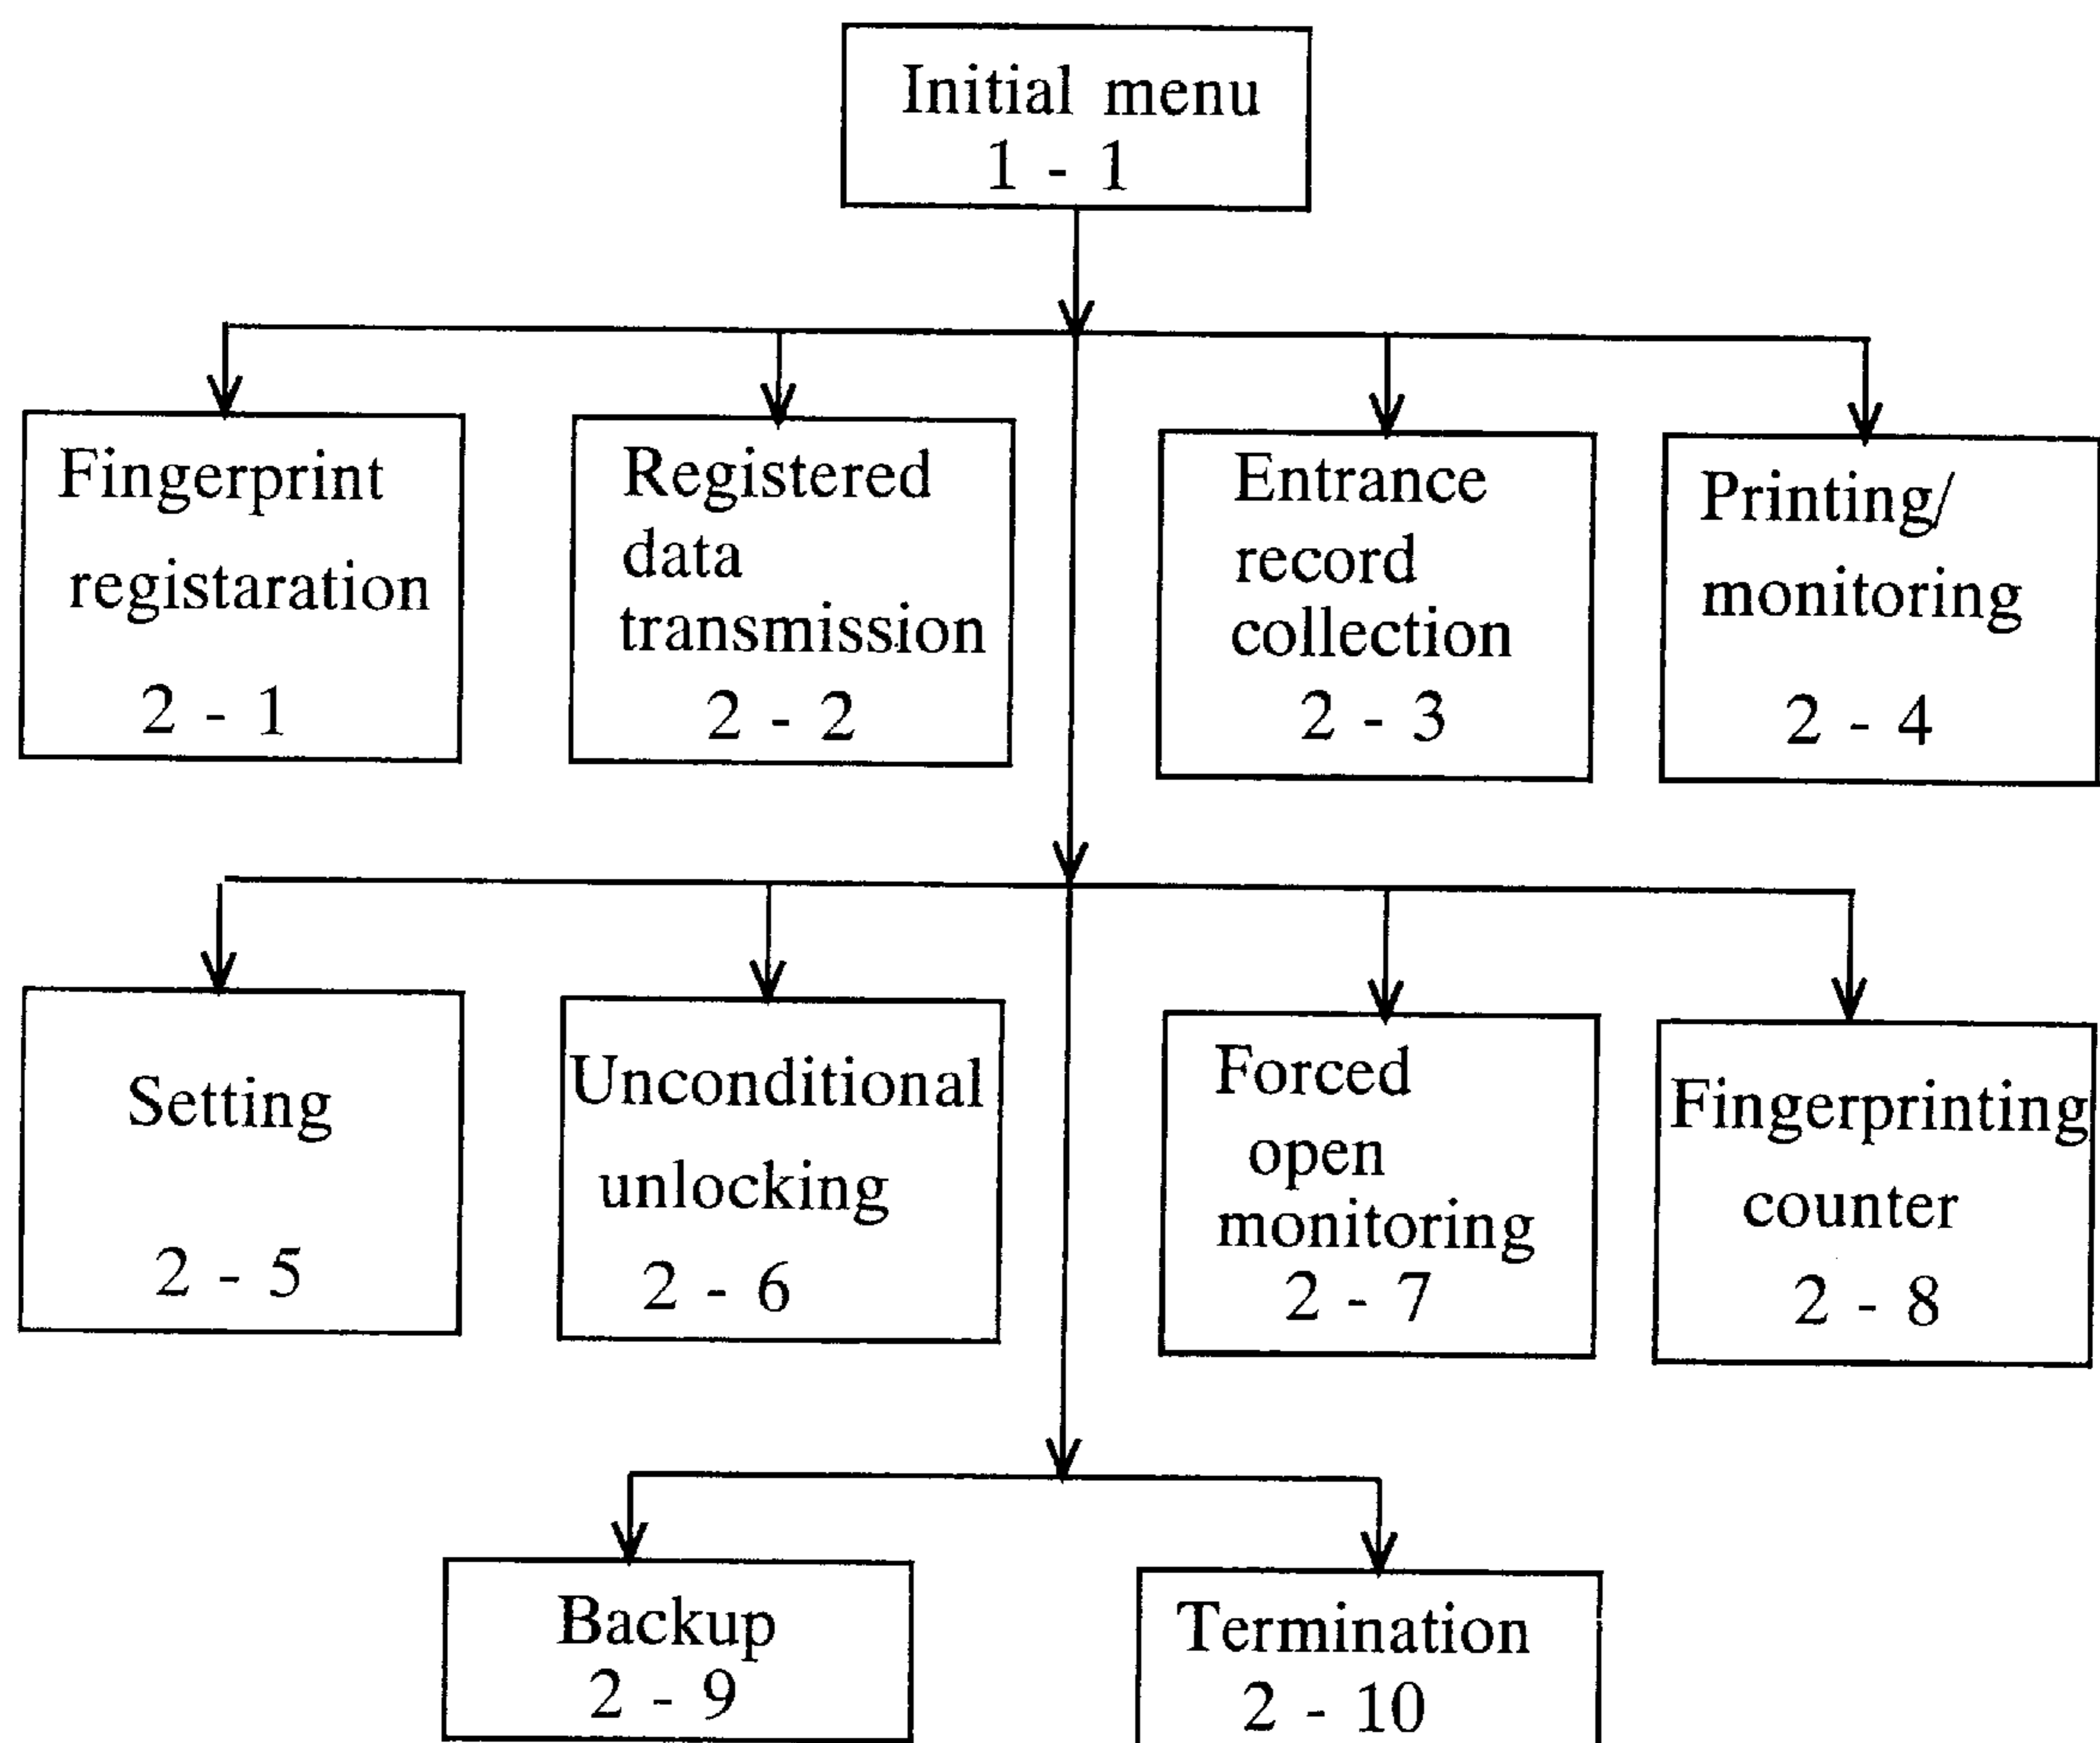 Initial menu
1 - 1
Fingerprint
registaration
2 - 1
Registered
data
transmission
2 - 2
Entrance
record
collection
2 - 3
Printing/
monitoring
2 - 4
Setting
2 - 5
Unconditional
unlocking
2 - 6
Forced
open
monitoring
2 - 7
Fingerprinting
counter
2 - 8
Backup
2 - 9
Termination
2 - 10